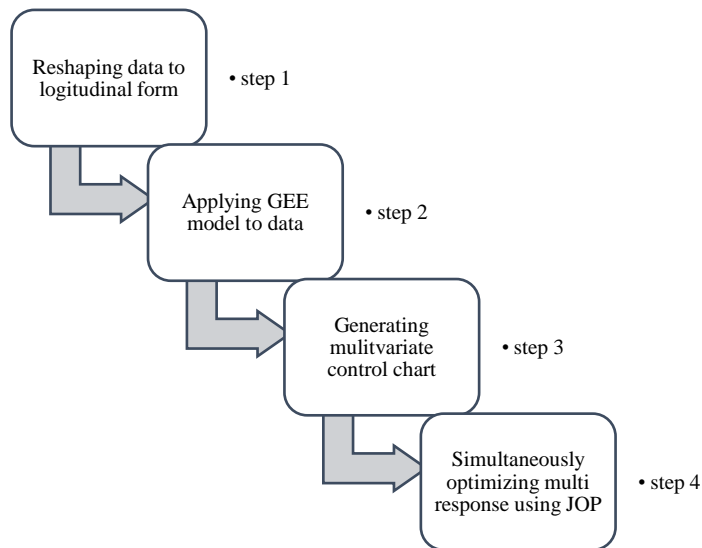 Reshaping data to
logitudinal form
• step 1
Applying GEE
model to data
• step 2
Generating
mulitvariate
control chart
• step 3
Simultaneously
optimizing multi
response using JOP
• step 4